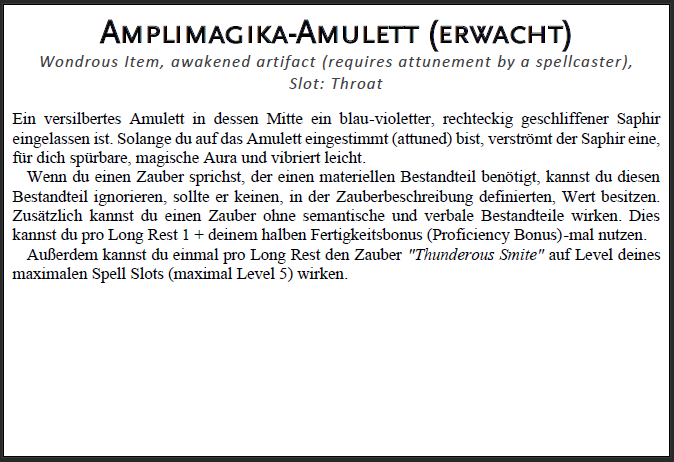 Amplimagika-Amulett (erwacht)
Wondrous Item, awakened artifact (requires attunement by a spellcaster),
Slot: Throat
Ein versilbertes Amulett in dessen Mitte ein blau-violetter, rechteckig geschliffener Saphir
eingelassen ist. Solange du auf das Amulett eingestimmt (attuned) bist, verströmt der Saphir eine,
für dich spürbare, magische Aura und vibriert leicht.
Wenn du einen Zauber sprichst, der einen materiellen Bestandteil benötigt, kannst du diesen
Bestandteil ignorieren, sollte er keinen, in der Zauberbeschreibung definierten, Wert besitzen.
Zusätzlich kannst du einen Zauber ohne semantische und verbale Bestandteile wirken. Dies
kannst du pro Long Rest 1 + deinem halben Fertigkeitsbonus (Proficiency Bonus)-mal nutzen.
Außerdem kannst du einmal pro Long Rest den Zauber "Thunderous Smite" auf Level deines
maximalen Spell Slots (maximal Level 5) wirken.